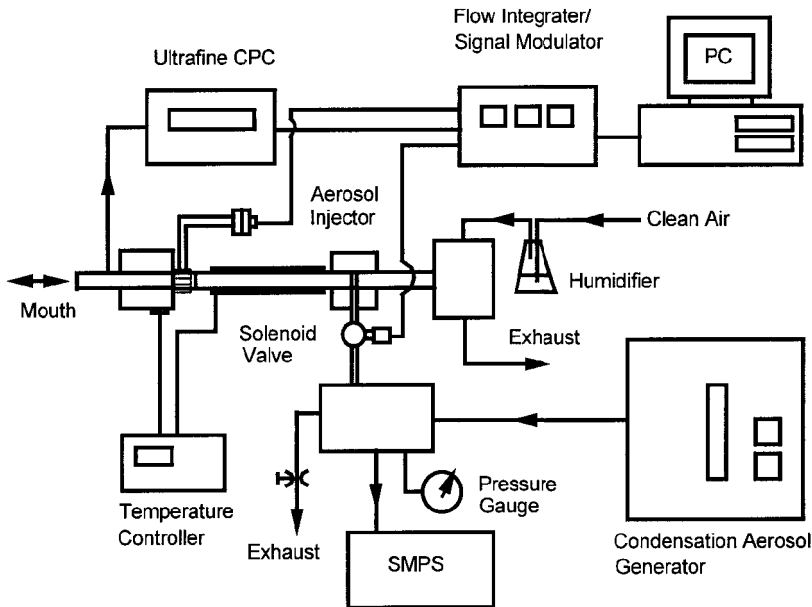 Flow Integrater/
Signal Modulator
Ultrafine CPC
PC
Aerosol
Injector
Clean Air
Humidifier
Mouth
Solenoid
Valve
Exhaust
Temperature
Controller
Pressure
Gauge
Exhaust
SMPS
Condensation Aerosol
Generator